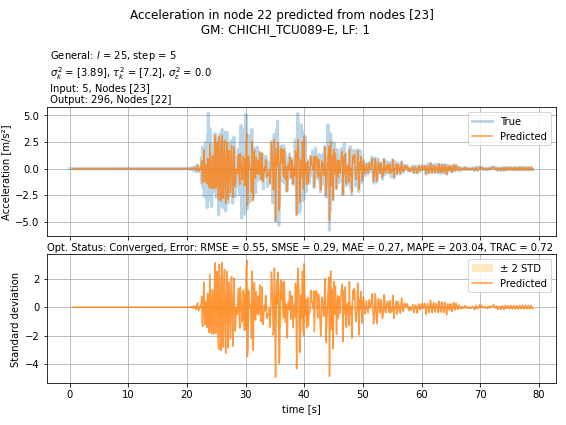 Acceleration in node 22 predicted from nodes [23]
GM: CHICHI_TCU089-E, LF: 1
General: l = 25, step = 5
σ²ₖ = [3.89], τ²ₖ = [7.2], σ²ε = 0.0
Input: 5, Nodes [23]
Output: 296, Nodes [22]
Acceleration [m/s²]
5.0
2.5
0.0
−2.5
−5.0
True
Predicted
Opt. Status: Converged, Error: RMSE = 0.55, SMSE = 0.29, MAE = 0.27, MAPE = 203.04, TRAC = 0.72
Standard deviation
2
0
−2
−4
± 2 STD
Predicted
0 10 20 30 40 50 60 70 80
time [s]